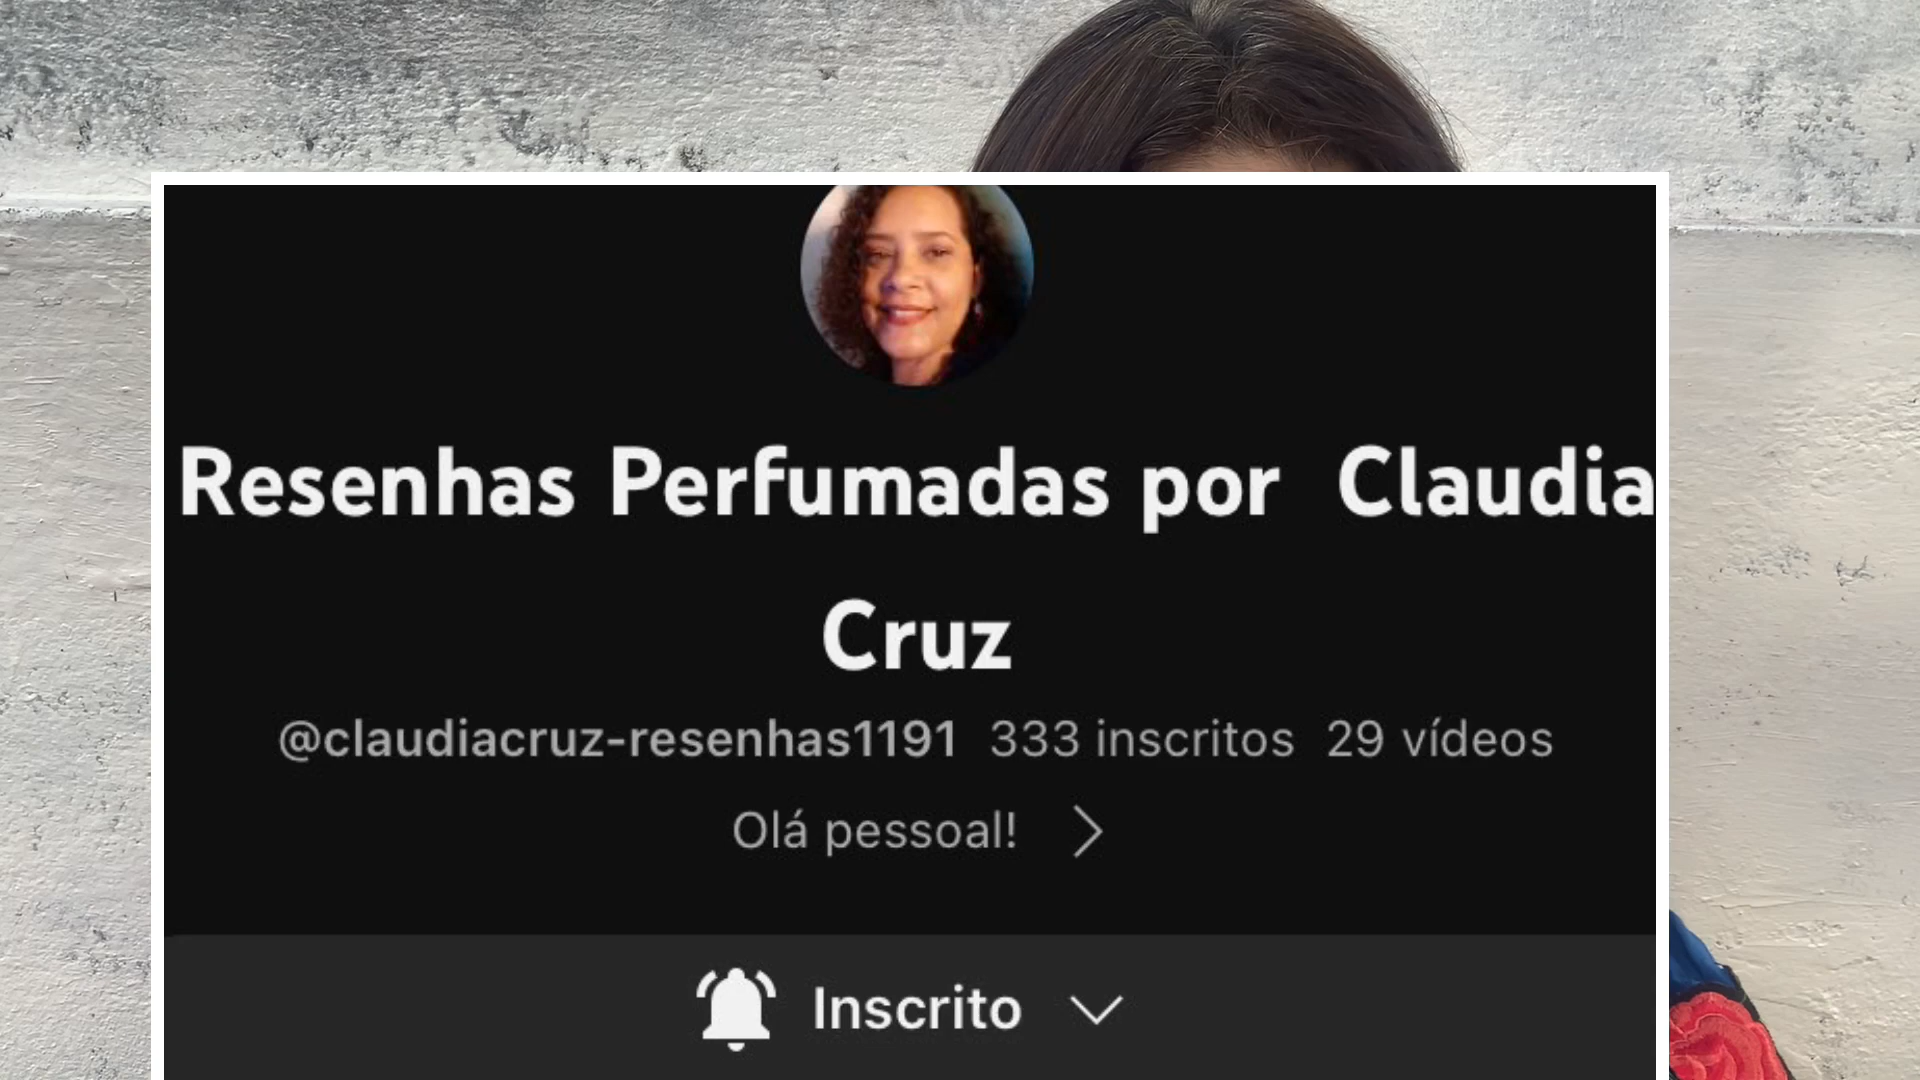 Resenhas Perfumadas por Claudia
Cruz
@claudiacruz-resenhas1191 333 inscritos 29 vídeos
Olá pessoal!
Inscrito